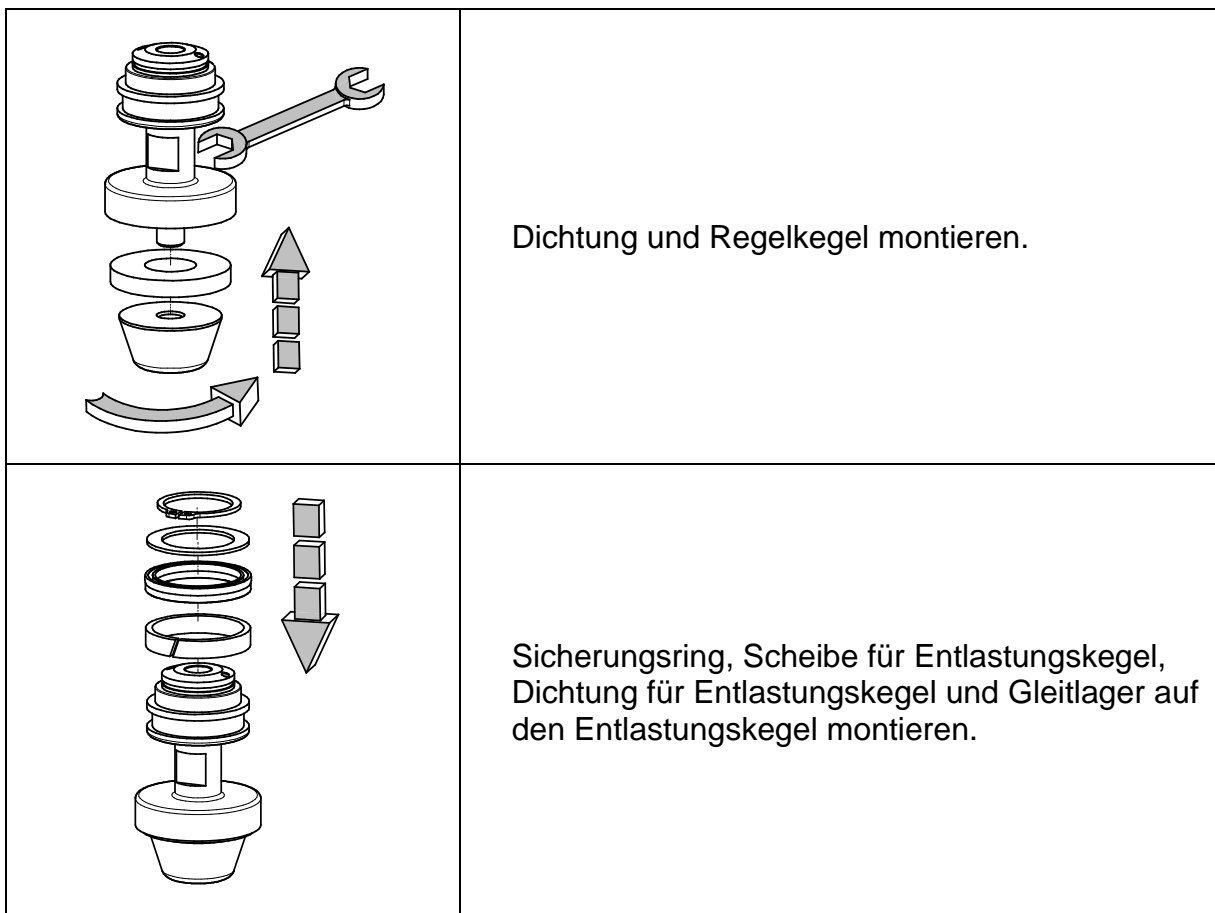 Dichtung und Regelkegel montieren.
Sicherungsring, Scheibe für Entlastungskegel,
Dichtung für Entlastungskegel und Gleitlager auf
den Entlastungskegel montieren.